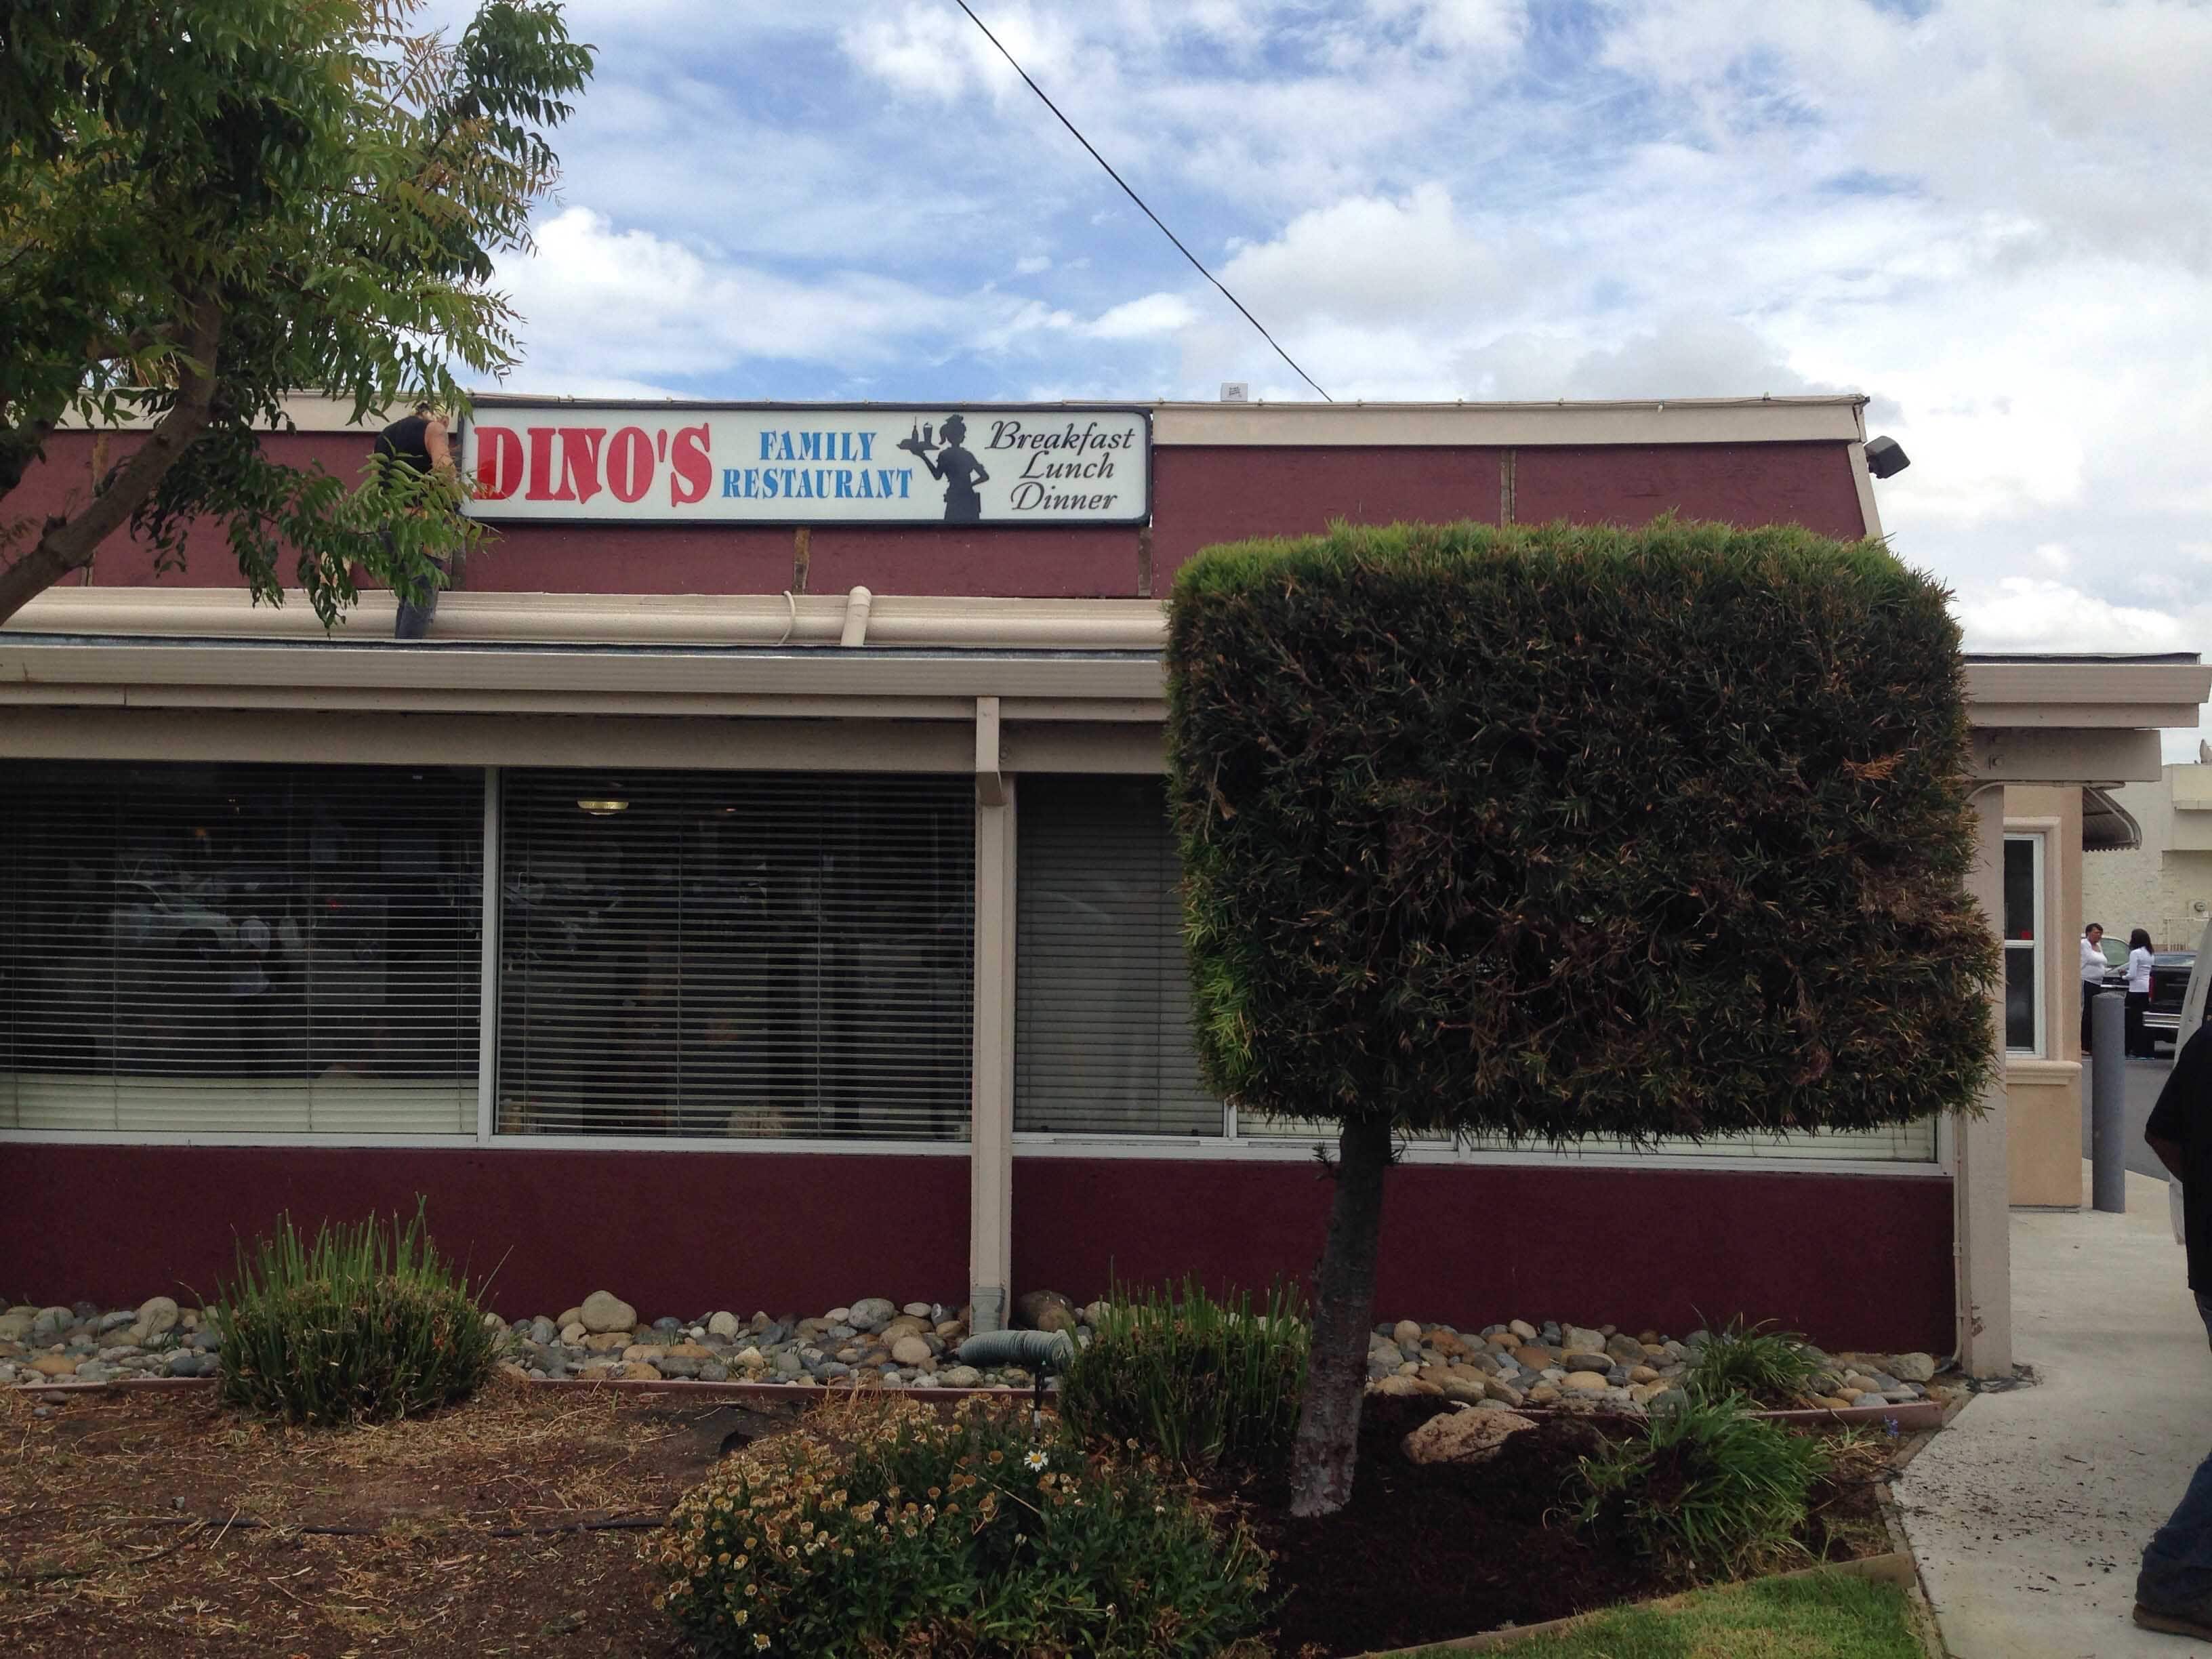 DINO'S
FAMILY
RESTAURANT
Breakfast
Lunch
Dinner